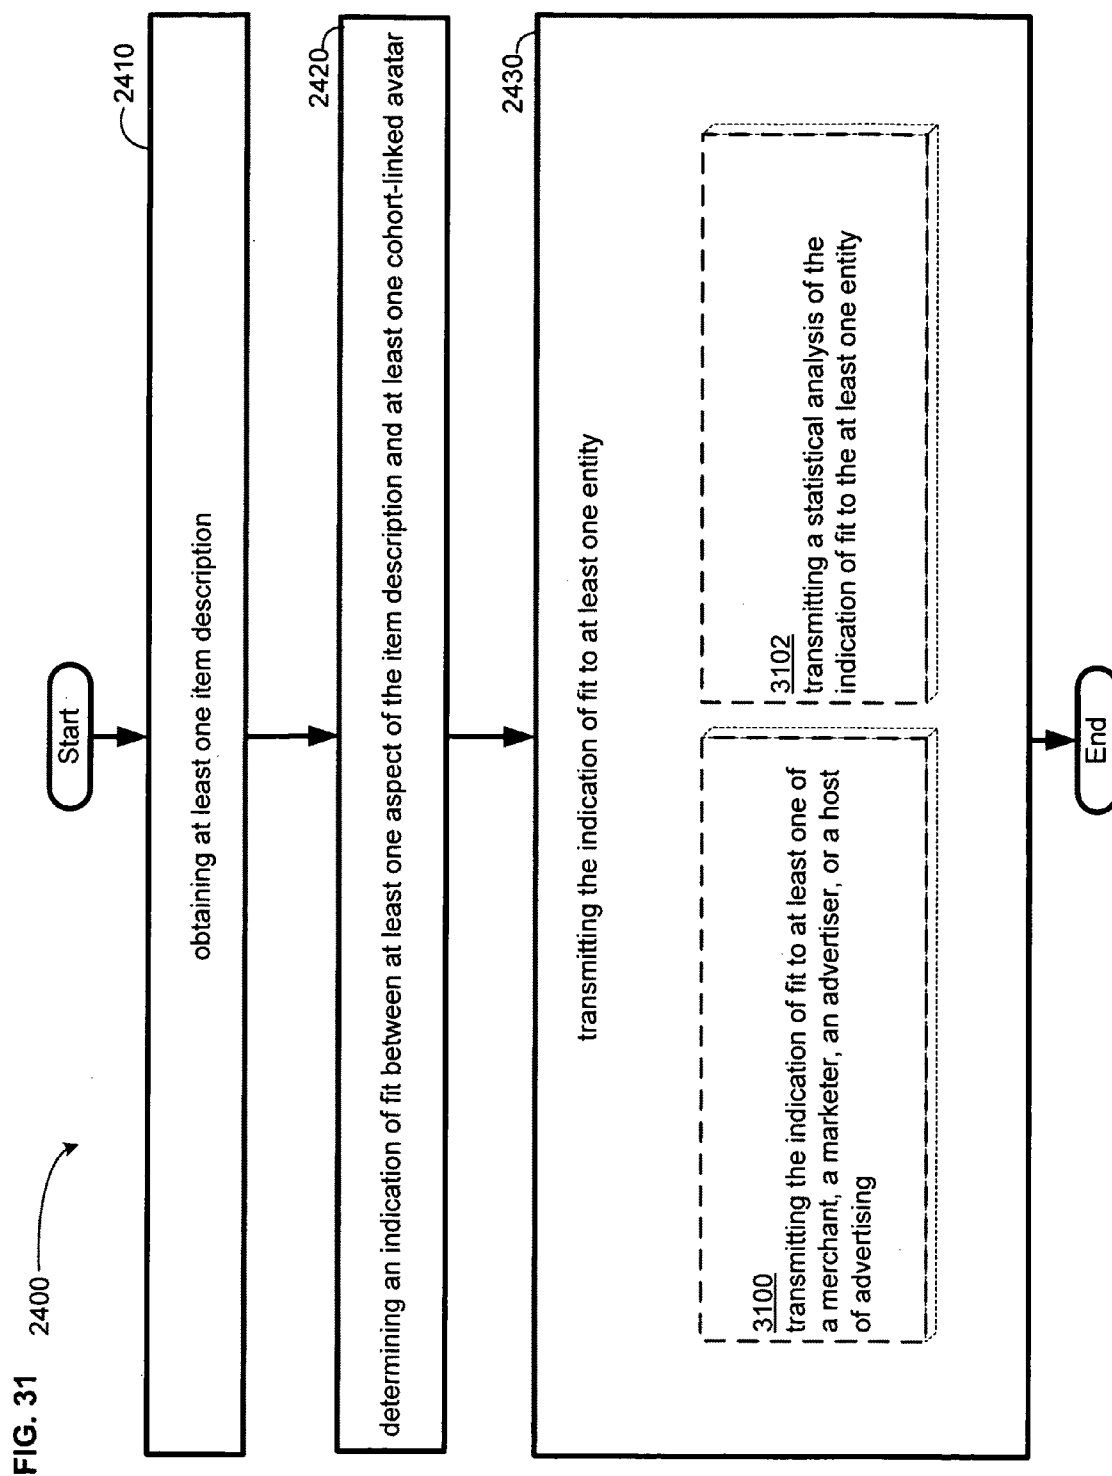 FIG. 31
2400
Start
2410
obtaining at least one item description
2420
determining an indication of fit between at least one aspect of the item description and at least one cohort-linked avatar
2430
transmitting the indication of fit to at least one entity
3100
transmitting the indication of fit to at least one of
a merchant, a marketer, an advertiser, or a host
of advertising
3102
transmitting a statistical analysis of the
indication of fit to the at least one entity
End